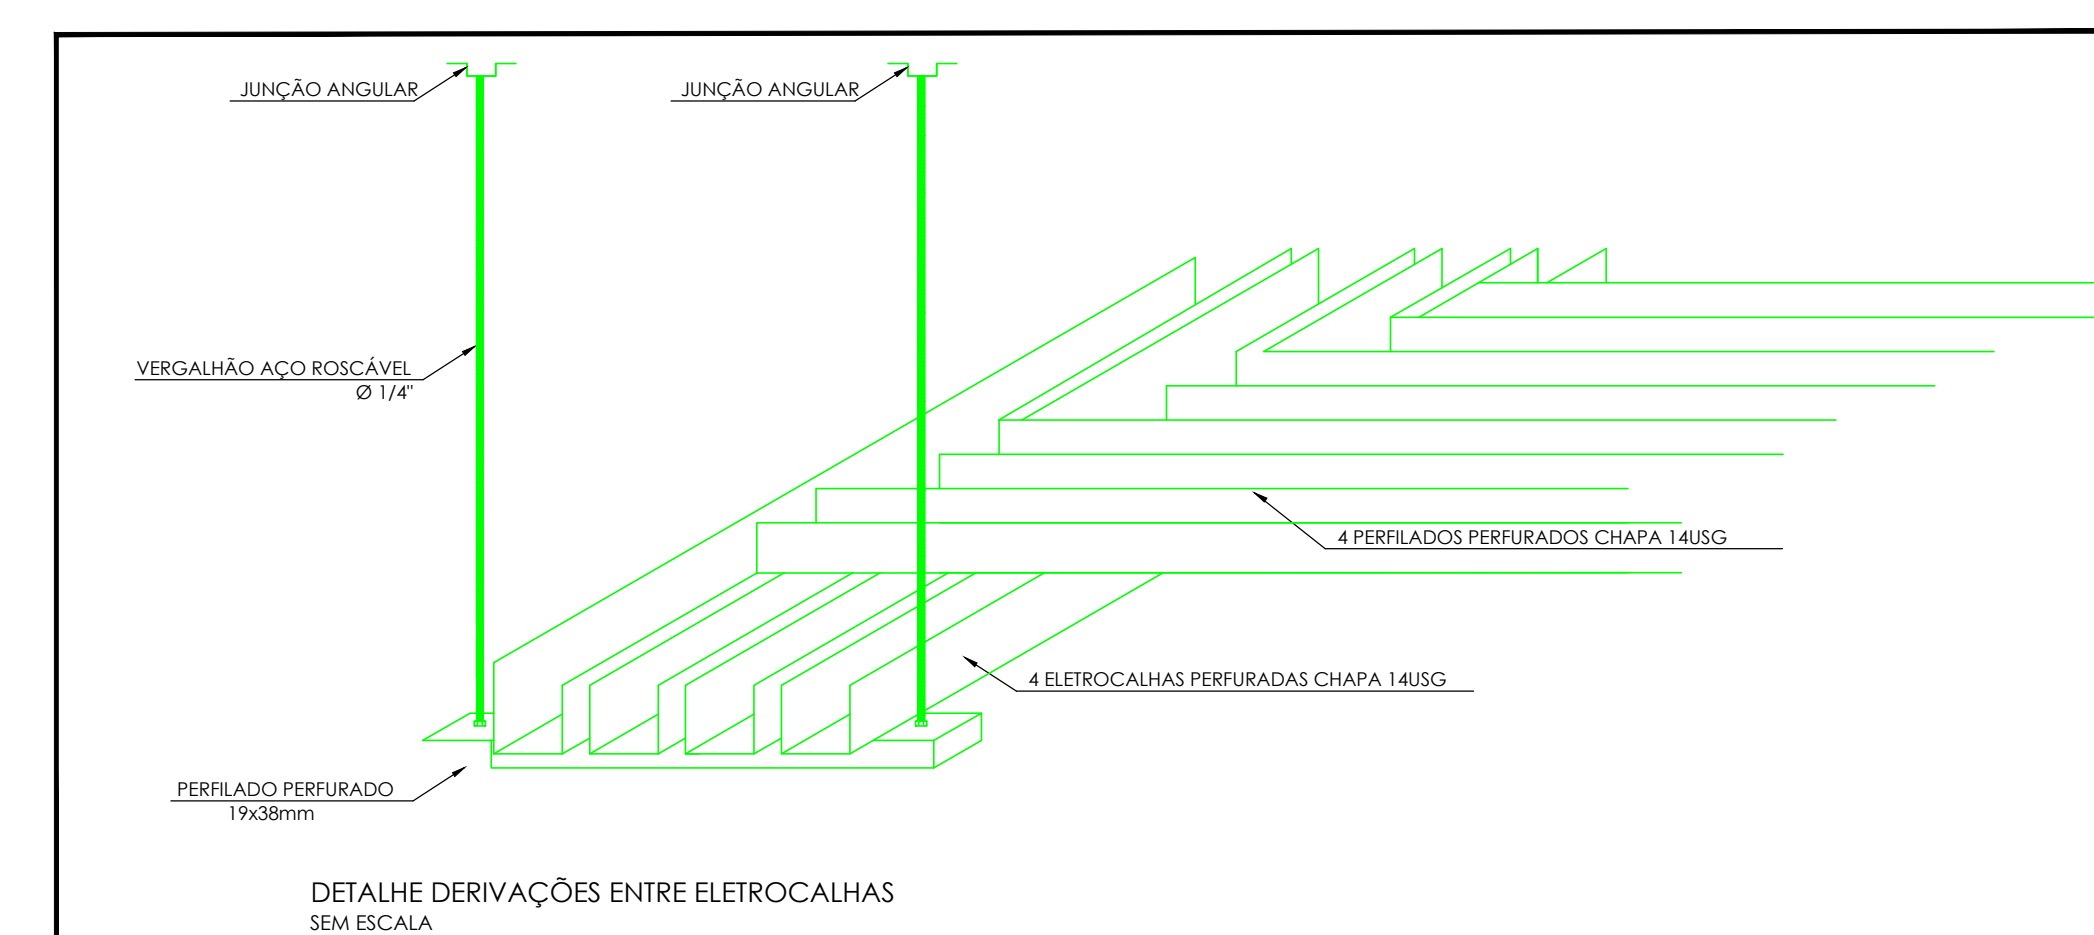 JUNÇÃO ANGULAR
JUNÇÃO ANGULAR
VERGALHÃO AÇO ROSCÁVEL
Ø 1/4"
4 PERFILADOS PERFURADOS CHAPA 14USG
4 ELETROCALHAS PERFURADAS CHAPA 14USG
PERFILADO PERFURADO
19x38mm
DETALHE DERIVAÇÕES ENTRE ELETROCALHAS
SEM ESCALA